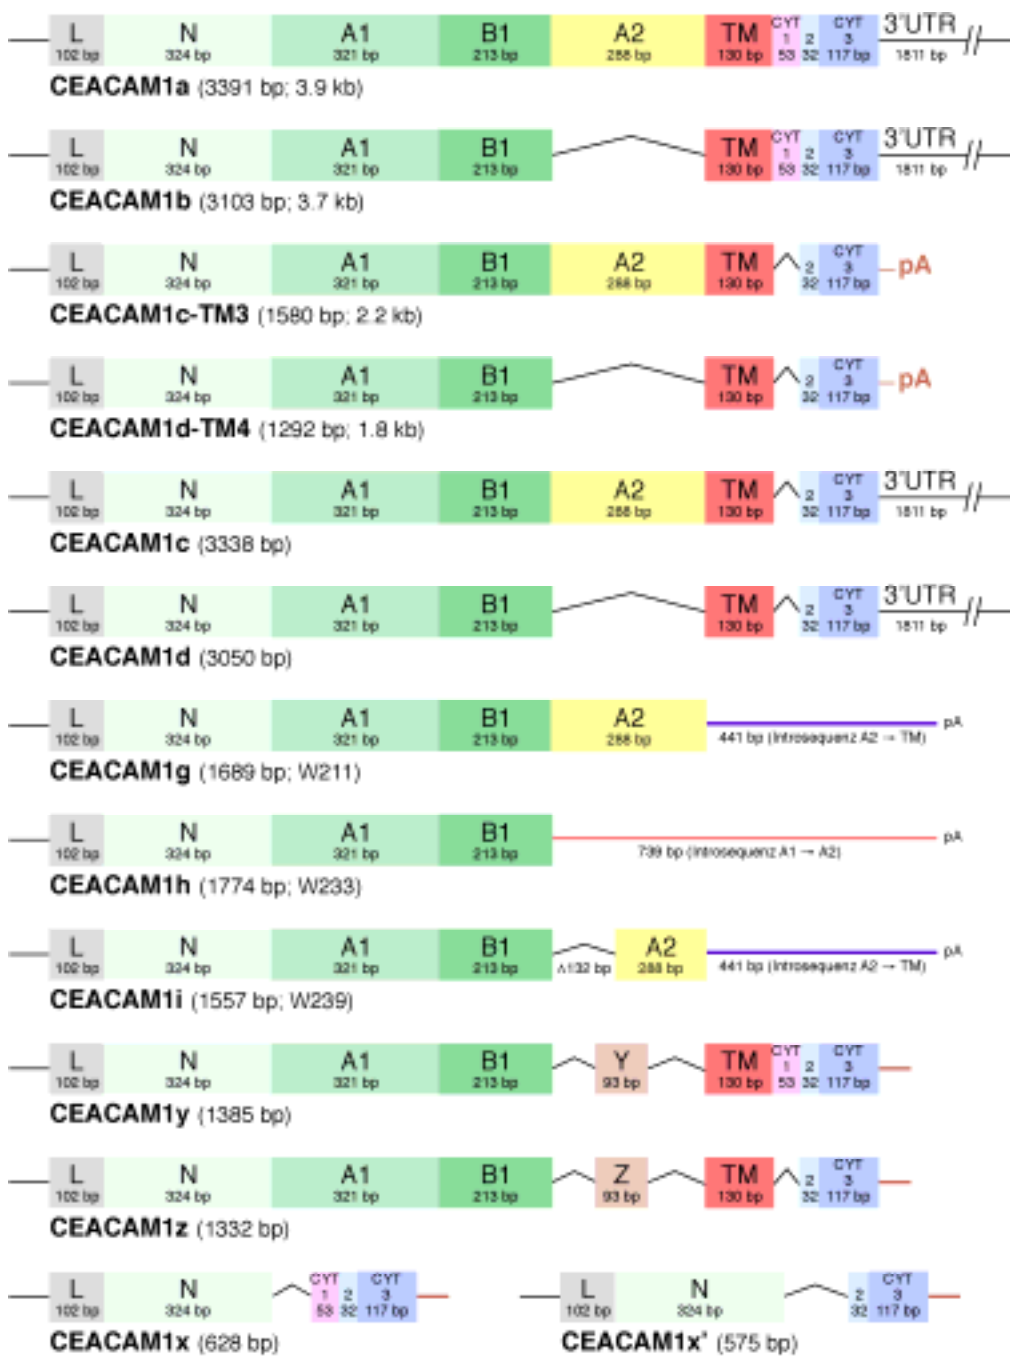 L N A1 B1 A2 TM CYT CYT 3'UTR
1 2 3
102 bp 324 bp 321 bp 213 bp 288 bp 130 bp 53 32 117 bp 1811 bp
CEACAM1a (3391 bp; 3.9 kb)
L N A1 B1 TM CYT CYT 3'UTR
1 2 3
102 bp 324 bp 321 bp 213 bp 130 bp 53 32 117 bp 1811 bp
CEACAM1b (3103 bp; 3.7 kb)
L N A1 B1 A2 TM CYT pA
2 3
102 bp 324 bp 321 bp 213 bp 288 bp 130 bp 32 117 bp
CEACAM1c-TM3 (1580 bp; 2.2 kb)
L N A1 B1 TM CYT pA
2 3
102 bp 324 bp 321 bp 213 bp 130 bp 32 117 bp
CEACAM1d-TM4 (1292 bp; 1.8 kb)
L N A1 B1 A2 TM CYT 3'UTR
2 3
102 bp 324 bp 321 bp 213 bp 288 bp 130 bp 32 117 bp 1811 bp
CEACAM1c (3338 bp)
L N A1 B1 TM CYT 3'UTR
2 3
102 bp 324 bp 321 bp 213 bp 130 bp 32 117 bp 1811 bp
CEACAM1d (3050 bp)
L N A1 B1 A2 pA
102 bp 324 bp 321 bp 213 bp 288 bp 441 bp (Introsequenz A2 → TM)
CEACAM1g (1689 bp; W211)
L N A1 B1 pA
102 bp 324 bp 321 bp 213 bp 739 bp (Introsequenz A1 → A2)
CEACAM1h (1774 bp; W233)
L N A1 B1 A2 pA
102 bp 324 bp 321 bp 213 bp Δ132 bp 288 bp 441 bp (Introsequenz A2 → TM)
CEACAM1i (1557 bp; W239)
L N A1 B1 Y TM CYT CYT
1 2 3
102 bp 324 bp 321 bp 213 bp 93 bp 130 bp 53 32 117 bp
CEACAM1y (1385 bp)
L N A1 B1 Z TM CYT
2 3
102 bp 324 bp 321 bp 213 bp 93 bp 130 bp 32 117 bp
CEACAM1z (1332 bp)
L N CYT CYT L N CYT
1 2 3 2 3
102 bp 324 bp 53 32 117 bp 102 bp 324 bp 32 117 bp
CEACAM1x (628 bp) CEACAM1x' (575 bp)